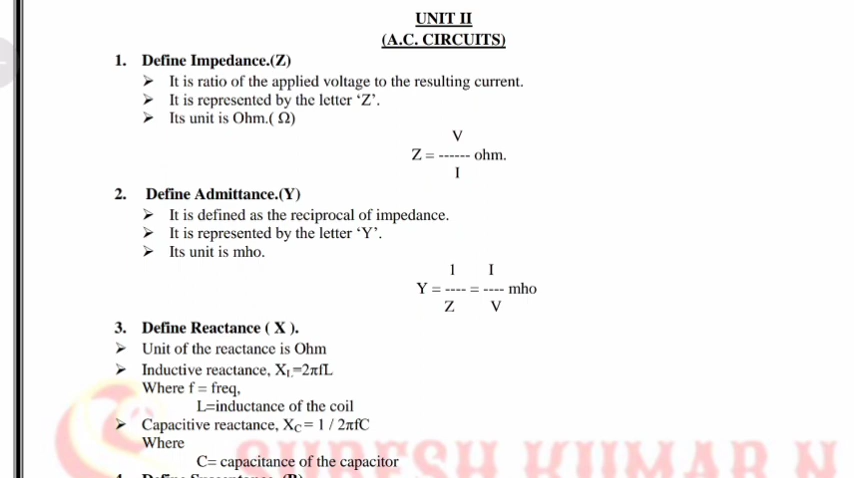 UNIT II
(A.C. CIRCUITS)
1. Define Impedance.(Z)
➢ It is ratio of the applied voltage to the resulting current.
➢ It is represented by the letter ‘Z’.
➢ Its unit is Ohm.( Ω)
V
Z = ------ ohm.
I
2. Define Admittance.(Y)
➢ It is defined as the reciprocal of impedance.
➢ It is represented by the letter ‘Y’.
➢ Its unit is mho.
1 I
Y = ---- = ---- mho
Z V
3. Define Reactance ( X ).
➢ Unit of the reactance is Ohm
➢ Inductive reactance, XL=2πfL
Where f = freq,
L=inductance of the coil
➢ Capacitive reactance, XC= 1 / 2πfC
Where
C= capacitance of the capacitor
SURESH KUMAR N